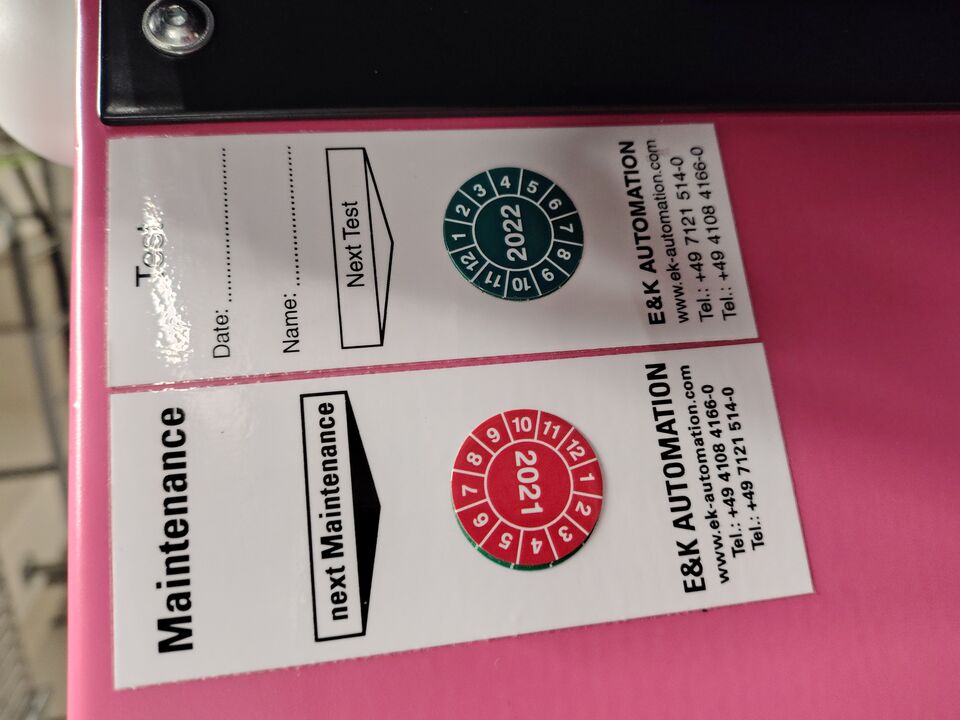 Maintenance
next Maintenance
10 11 12 1 2 3 4 5 6 7 8 9
2021
E&K AUTOMATION
www.ek-automation.com
Tel.: +49 4108 4166-0
Tel.: +49 7121 514-0
Test
Date: ........................
Name: ......................
Next Test
4 5 6 7 8 9 10 11 12 1 2 3
2022
E&K AUTOMATION
www.ek-automation.com
Tel.: +49 7121 514-0
Tel.: +49 4108 4166-0